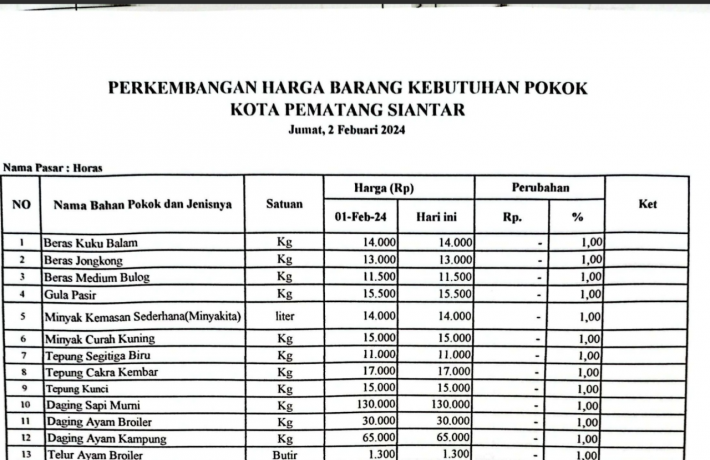 PERKEMBANGAN HARGA BARANG KEBUTUHAN POKOK
KOTA PEMATANG SIANTAR
Jumat, 2 Febuari 2024
Nama Pasar : Horas
NO Nama Bahan Pokok dan Jenisnya Satuan Harga (Rp) Perubahan Ket
01-Feb-24 Hari ini Rp. %
1 Beras Kuku Balam Kg 14.000 14.000 - 1,00
2 Beras Jongkong Kg 13.000 13.000 - 1,00
3 Beras Medium Bulog Kg 11.500 11.500 - 1,00
4 Gula Pasir Kg 15.500 15.500 - 1,00
5 Minyak Kemasan Sederhana(Minyakita) liter 14.000 14.000 - 1,00
6 Minyak Curah Kuning Kg 15.000 15.000 - 1,00
7 Tepung Segitiga Biru Kg 11.000 11.000 - 1,00
8 Tepung Cakra Kembar Kg 17.000 17.000 - 1,00
9 Tepung Kunci Kg 15.000 15.000 - 1,00
10 Daging Sapi Murni Kg 130.000 130.000 - 1,00
11 Daging Ayam Broiler Kg 30.000 30.000 - 1,00
12 Daging Ayam Kampung Kg 65.000 65.000 - 1,00
13 Telur Ayam Broiler Butir 1.300 1.300 - 1,00